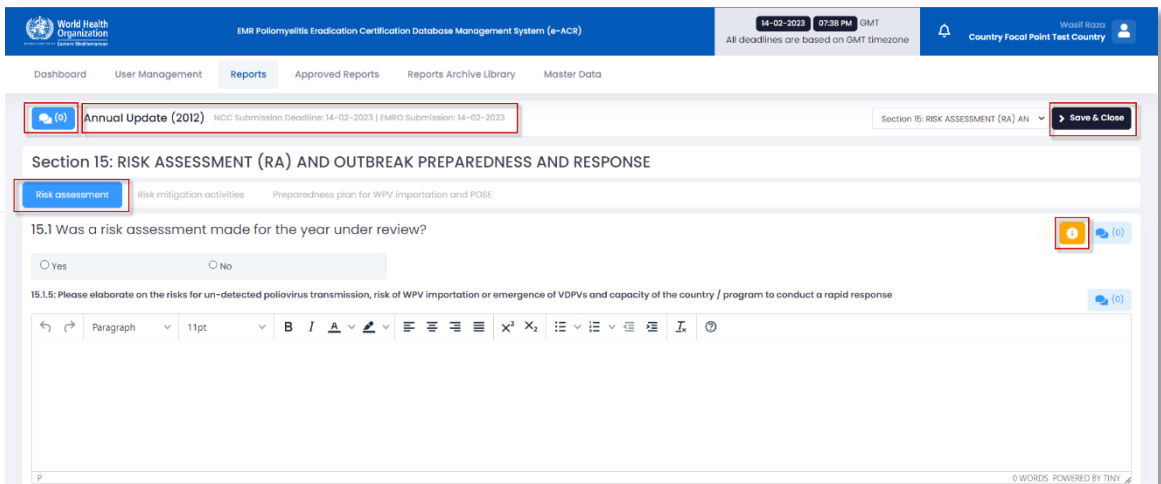 World Health
Organization
Eastern Mediterranean
EMR Poliomyelitis Eradication Certification Database Management System (e-ACR)
14-02-2023 07:38 PM GMT
All deadlines are based on GMT timezone
Wasif Raza
Country Focal Point Test Country
Dashboard User Management Reports Approved Reports Reports Archive Library Master Data
(0) Annual Update (2012) NCC Submission Deadline: 14-02-2023 | EMRO Submission: 14-02-2023
Section 15: RISK ASSESSMENT (RA) AN
Save & Close
Section 15: RISK ASSESSMENT (RA) AND OUTBREAK PREPAREDNESS AND RESPONSE
Risk assessment Risk mitigation activities Preparedness plan for WPV importation and POSE
15.1 Was a risk assessment made for the year under review?
(0)
Yes No
15.1.5: Please elaborate on the risks for un-detected poliovirus transmission, risk of WPV importation or emergence of VDPVs and capacity of the country / program to conduct a rapid response
(0)
Paragraph 11pt B I A X² X₂
P
0 WORDS POWERED BY TINY